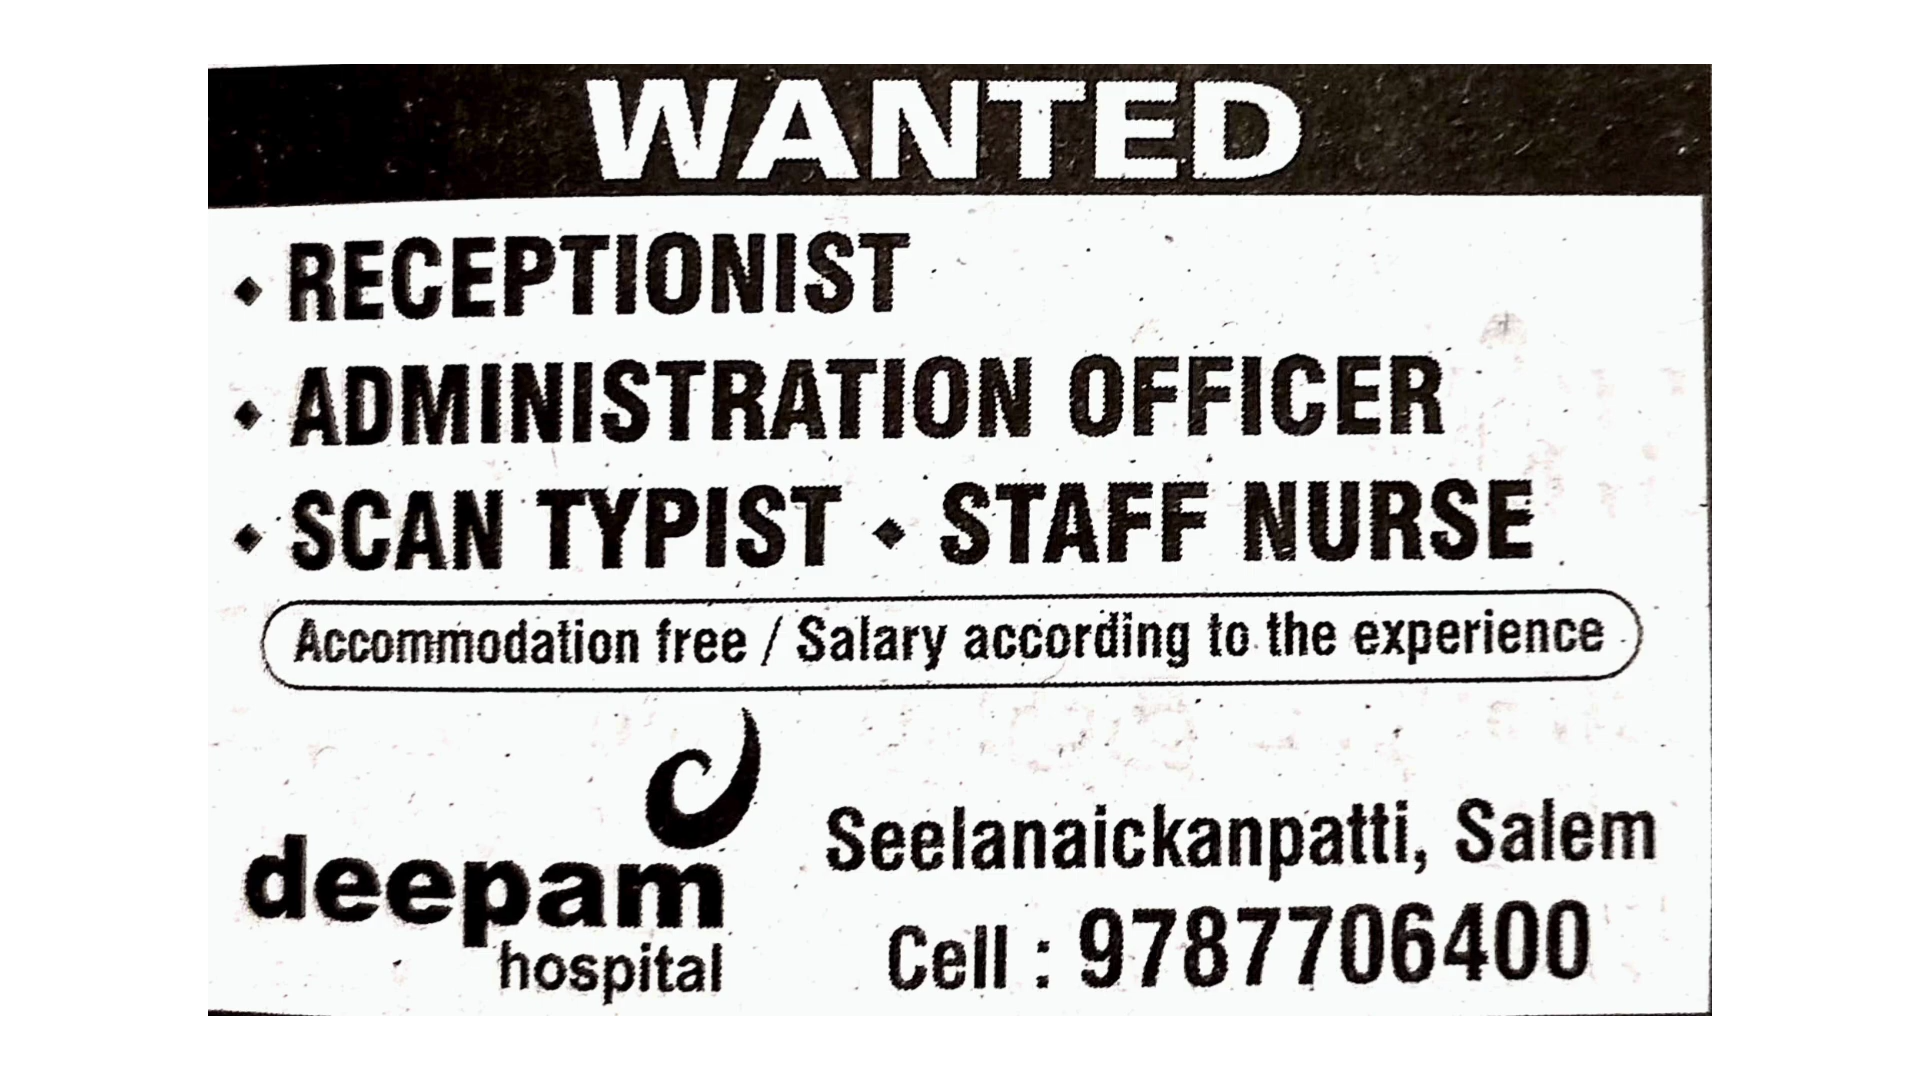 WANTED
• RECEPTIONIST
• ADMINISTRATION OFFICER
• SCAN TYPIST • STAFF NURSE
Accommodation free / Salary according to the experience
deepam
hospital
Seelanaickanpatti, Salem
Cell : 9787706400